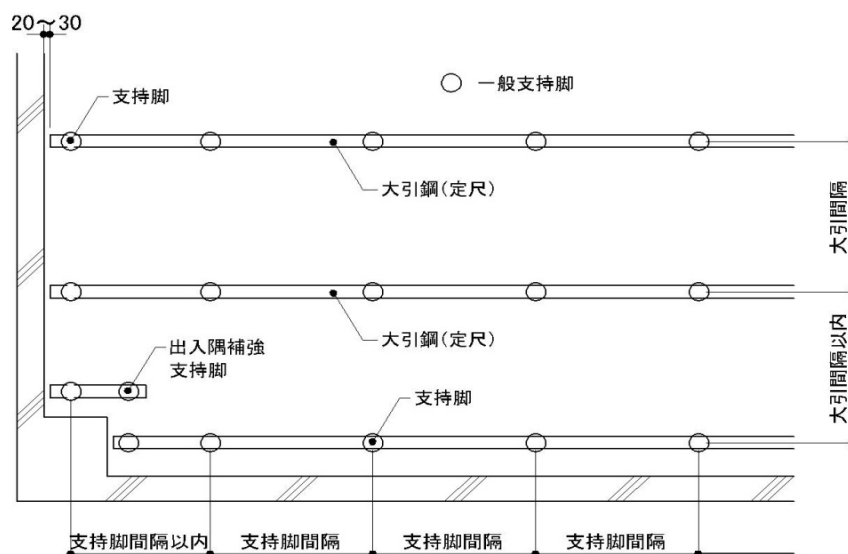 20～30
○ 一般支持脚
支持脚
大引鋼(定尺)
大引間隔
大引鋼(定尺)
出入隅補強
支持脚
支持脚
大引間隔以内
支持脚間隔以内
支持脚間隔
支持脚間隔
支持脚間隔